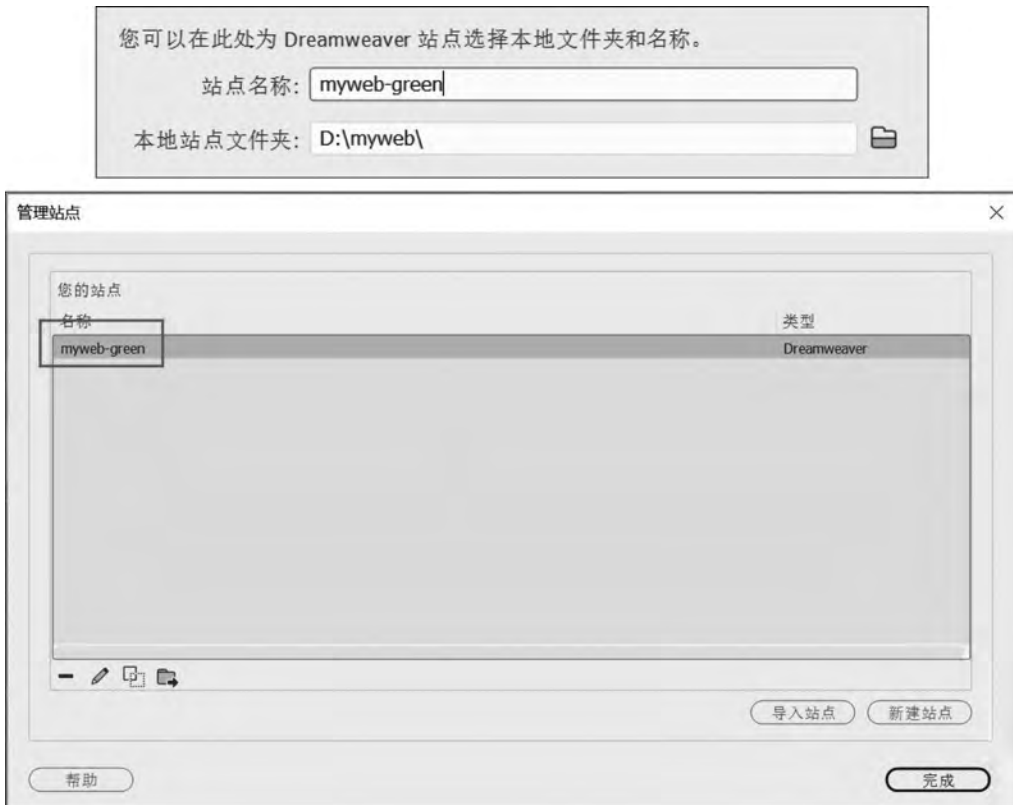 您可以在此处为 Dreamweaver 站点选择本地文件夹和名称。
站点名称: myweb-green
本地站点文件夹: D:\myweb\
管理站点
您的站点
名称 类型
myweb-green Dreamweaver
导入站点 新建站点
帮助 完成